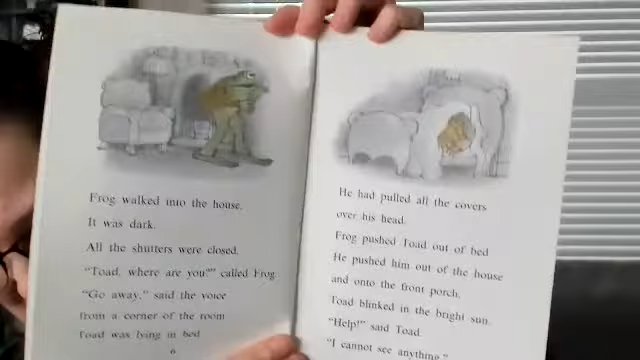 Frog walked into the house.
It was dark.
All the shutters were closed.
"Toad, where are you?" called Frog
"Go away," said the voice
from a corner of the room
Toad was lying in bed
6
He had pulled all the covers
over his head.
Frog pushed Toad out of bed
He pushed him out of the house
and onto the front porch.
Toad blinked in the bright sun.
"Help!" said Toad.
"I cannot see anything."